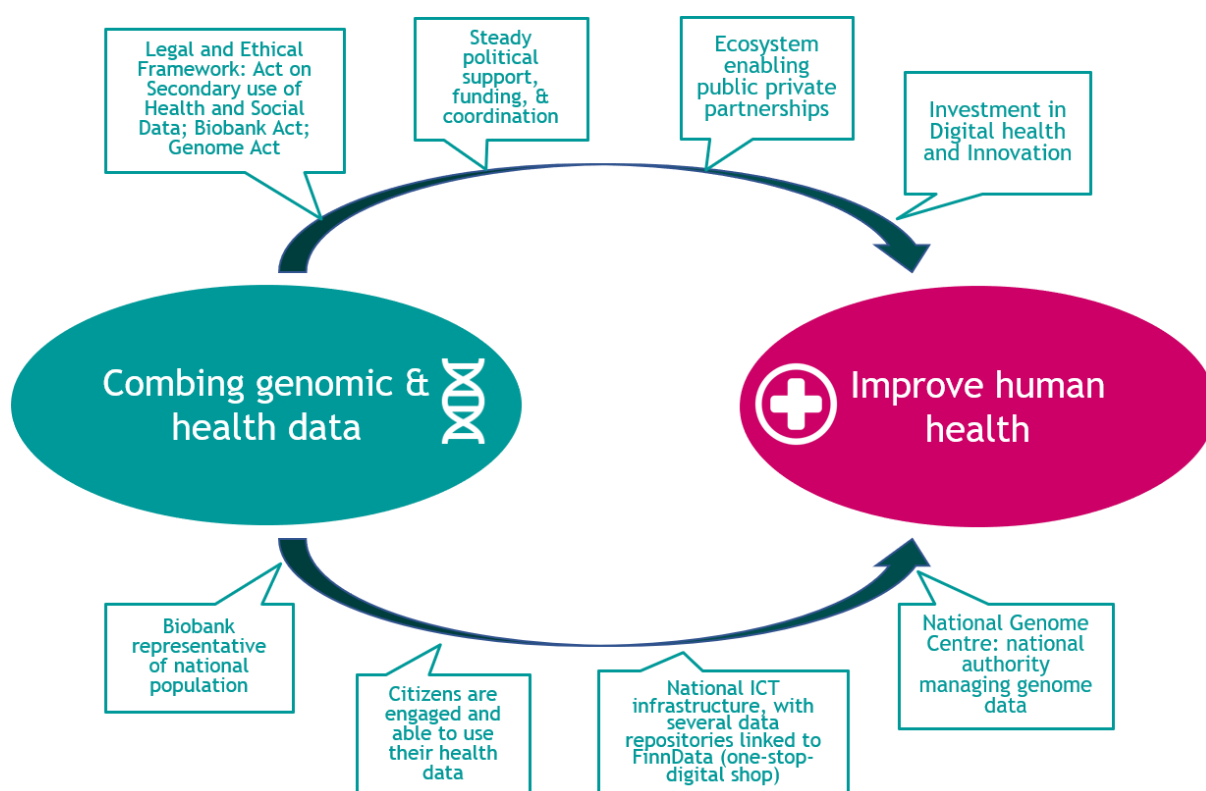 Legal and Ethical
Framework: Act on
Secondary use of
Health and Social
Data; Biobank Act;
Genome Act
Steady
political
support,
funding, &
coordination
Ecosystem
enabling
public private
partnerships
Investment in
Digital health
and Innovation
Combing genomic &
health data
Improve human
health
Biobank
representative
of national
population
Citizens are
engaged and
able to use
their health
data
National ICT
infrastructure, with
several data
repositories linked to
FinnData (one-stop-
digital shop)
National Genome
Centre: national
authority
managing genome
data